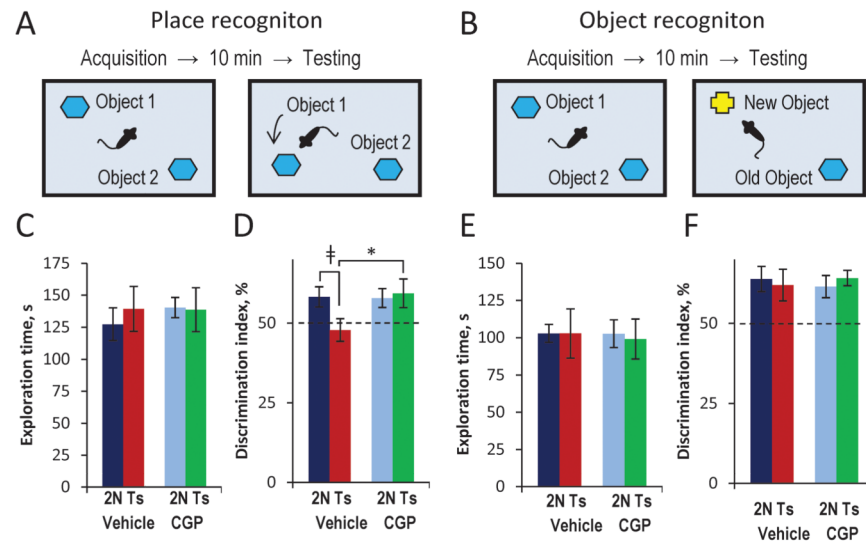 A
Place recogniton
Acquisition → 10 min → Testing
Object 1
Object 2
Object 1
Object 2
B
Object recogniton
Acquisition → 10 min → Testing
Object 1
Object 2
New Object
Old Object
C
Exploration time, s
175
150
125
100
75
50
25
0
2N Ts 2N Ts
Vehicle CGP
D
Discrimination index, %
50
25
0
ǂ
*
2N Ts 2N Ts
Vehicle CGP
E
Exploration time, s
150
125
100
75
50
25
0
2N Ts 2N Ts
Vehicle CGP
F
Discrimination index, %
50
25
0
2N Ts 2N Ts
Vehicle CGP